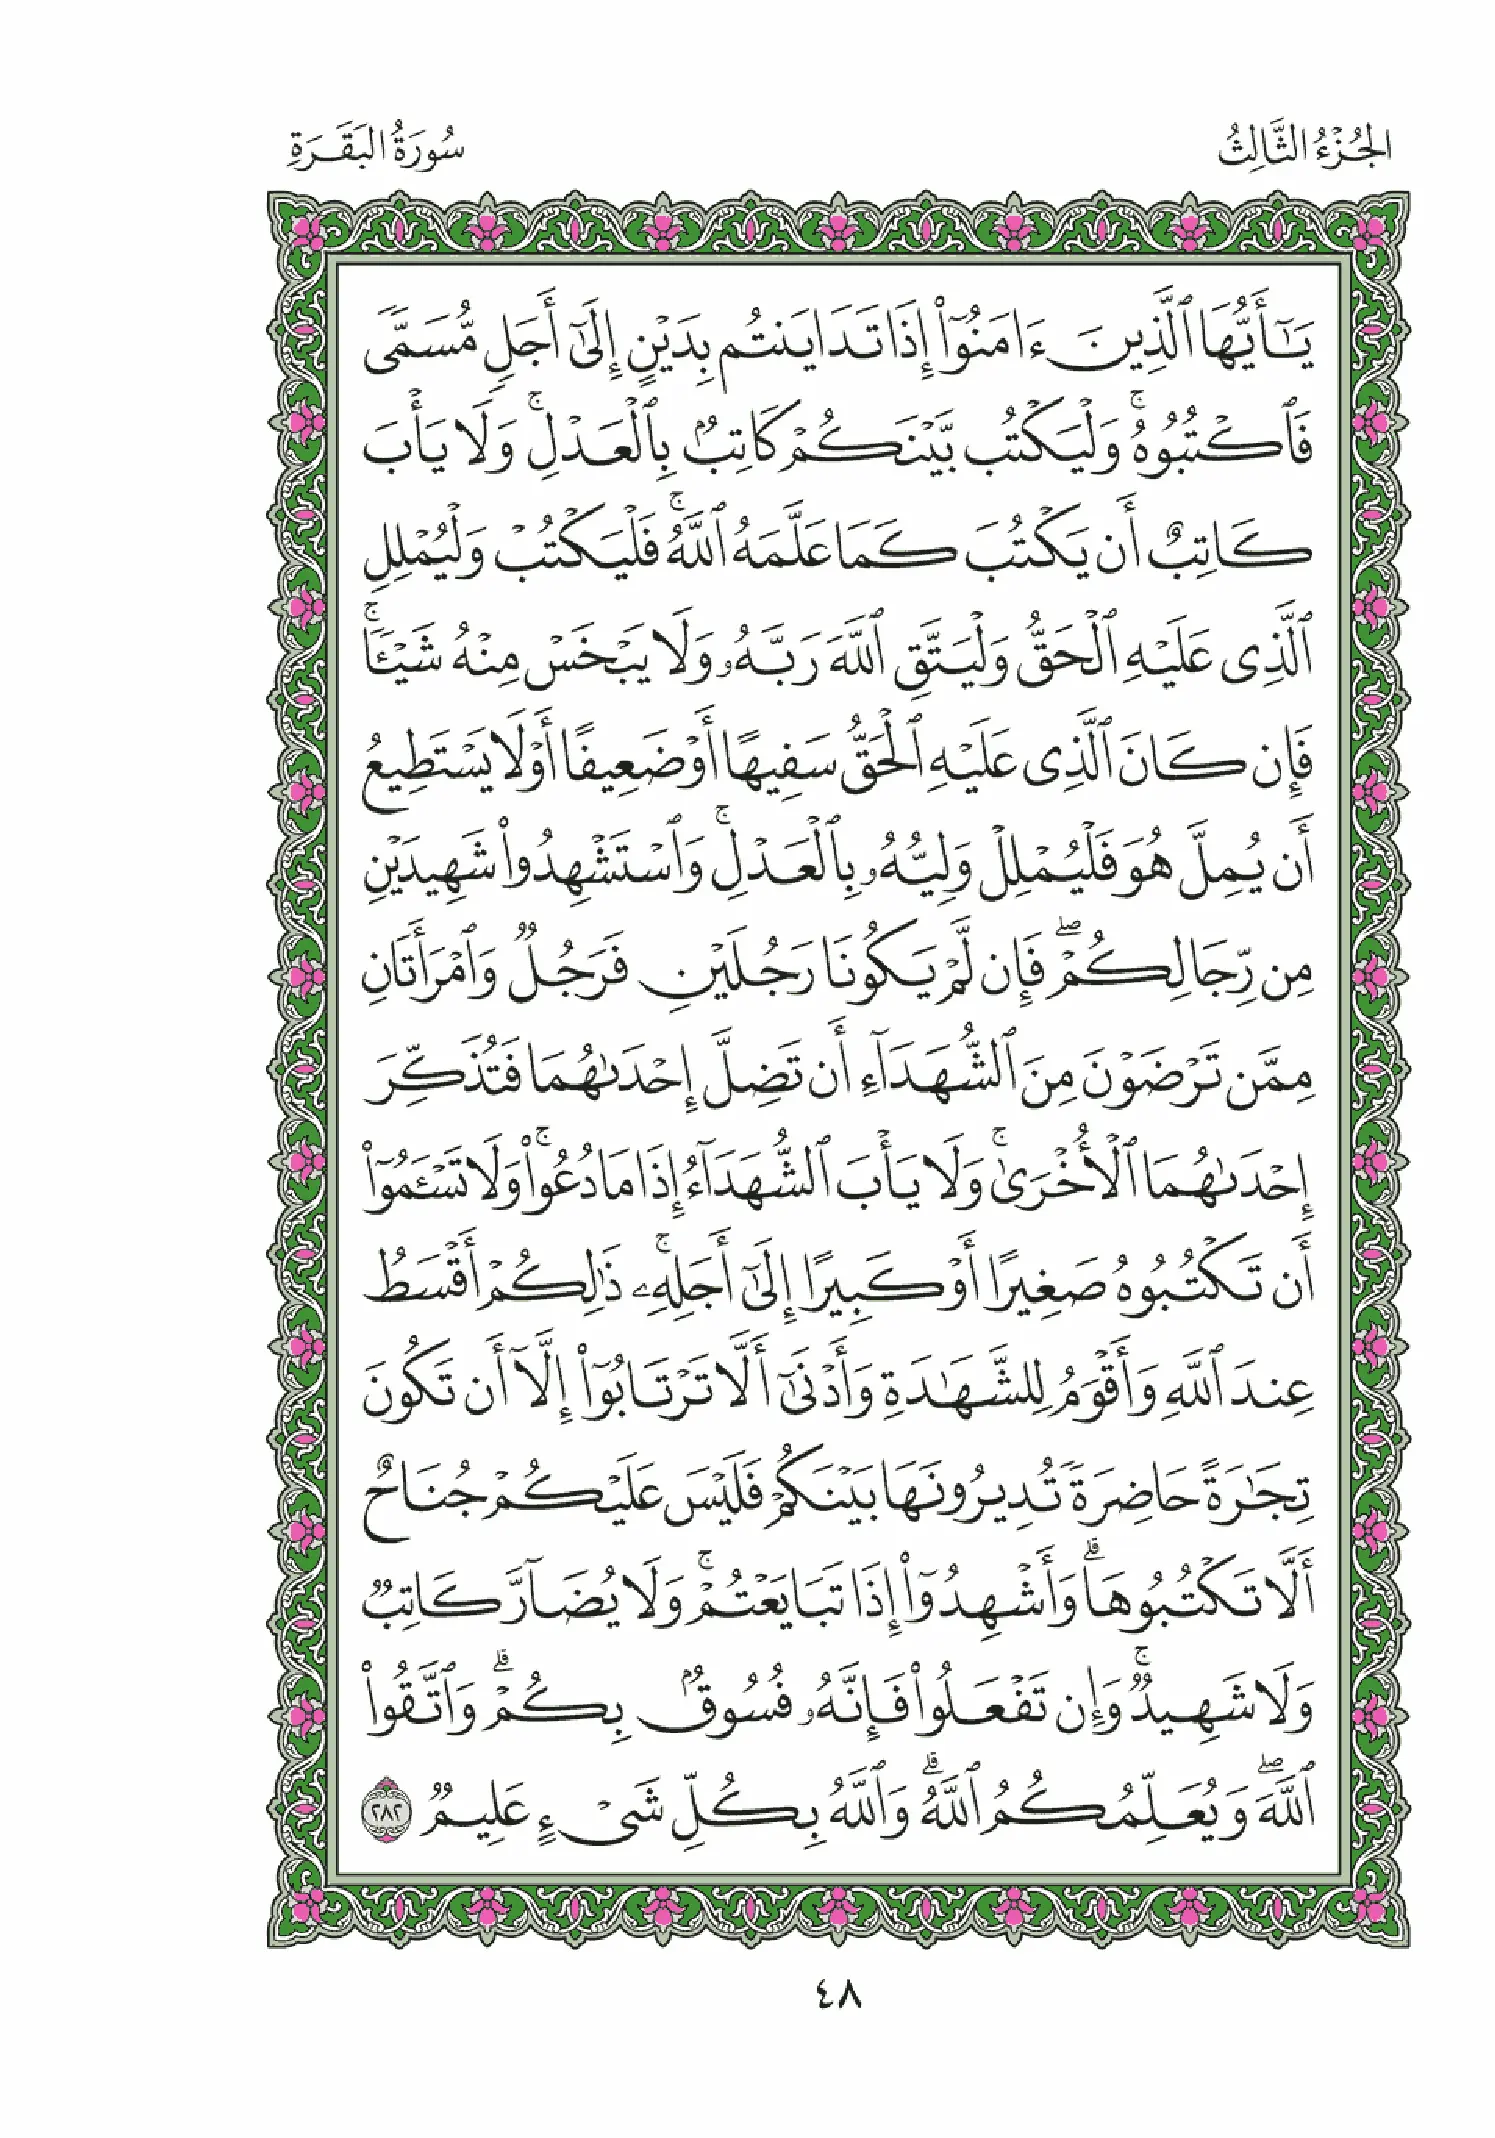 الجُزْءُ الثَّالِثُ
سُورَةُ البَقَرَةِ
يَـٰٓأَيُّهَا ٱلَّذِينَ ءَامَنُوٓا۟ إِذَا تَدَايَنتُم بِدَيْنٍ إِلَىٰٓ أَجَلٍ مُّسَمًّى
فَٱكْتُبُوهُ ۚ وَلْيَكْتُب بَّيْنَكُمْ كَاتِبٌۢ بِٱلْعَدْلِ ۚ وَلَا يَأْبَ
كَاتِبٌ أَن يَكْتُبَ كَمَا عَلَّمَهُ ٱللَّهُ ۚ فَلْيَكْتُبْ وَلْيُمْلِلِ
ٱلَّذِى عَلَيْهِ ٱلْحَقُّ وَلْيَتَّقِ ٱللَّهَ رَبَّهُۥ وَلَا يَبْخَسْ مِنْهُ شَيْـًٔا ۚ
فَإِن كَانَ ٱلَّذِى عَلَيْهِ ٱلْحَقُّ سَفِيهًا أَوْ ضَعِيفًا أَوْ لَا يَسْتَطِيعُ
أَن يُمِلَّ هُوَ فَلْيُمْلِلْ وَلِيُّهُۥ بِٱلْعَدْلِ ۚ وَٱسْتَشْهِدُوا۟ شَهِيدَيْنِ
مِن رِّجَالِكُمْ ۖ فَإِن لَّمْ يَكُونَا رَجُلَيْنِ فَرَجُلٌ وَٱمْرَأَتَانِ
مِمَّن تَرْضَوْنَ مِنَ ٱلشُّهَدَآءِ أَن تَضِلَّ إِحْدَىٰهُمَا فَتُذَكِّرَ
إِحْدَىٰهُمَا ٱلْأُخْرَىٰ ۚ وَلَا يَأْبَ ٱلشُّهَدَآءُ إِذَا مَا دُعُوا۟ ۚ وَلَا تَسْـَٔمُوٓا۟
أَن تَكْتُبُوهُ صَغِيرًا أَوْ كَبِيرًا إِلَىٰٓ أَجَلِهِۦ ۚ ذَٰلِكُمْ أَقْسَطُ
عِندَ ٱللَّهِ وَأَقْوَمُ لِلشَّهَـٰدَةِ وَأَدْنَىٰٓ أَلَّا تَرْتَابُوٓا۟ إِلَّآ أَن تَكُونَ
تِجَـٰرَةً حَاضِرَةً تُدِيرُونَهَا بَيْنَكُمْ فَلَيْسَ عَلَيْكُمْ جُنَاحٌ
أَلَّا تَكْتُبُوهَا ۗ وَأَشْهِدُوٓا۟ إِذَا تَبَايَعْتُمْ ۚ وَلَا يُضَآرَّ كَاتِبٌ
وَلَا شَهِيدٌ ۚ وَإِن تَفْعَلُوا۟ فَإِنَّهُۥ فُسُوقٌۢ بِكُمْ ۗ وَٱتَّقُوا۟
ٱللَّهَ ۖ وَيُعَلِّمُكُمُ ٱللَّهُ ۗ وَٱللَّهُ بِكُلِّ شَىْءٍ عَلِيمٌ ٢٨٢
٤٨